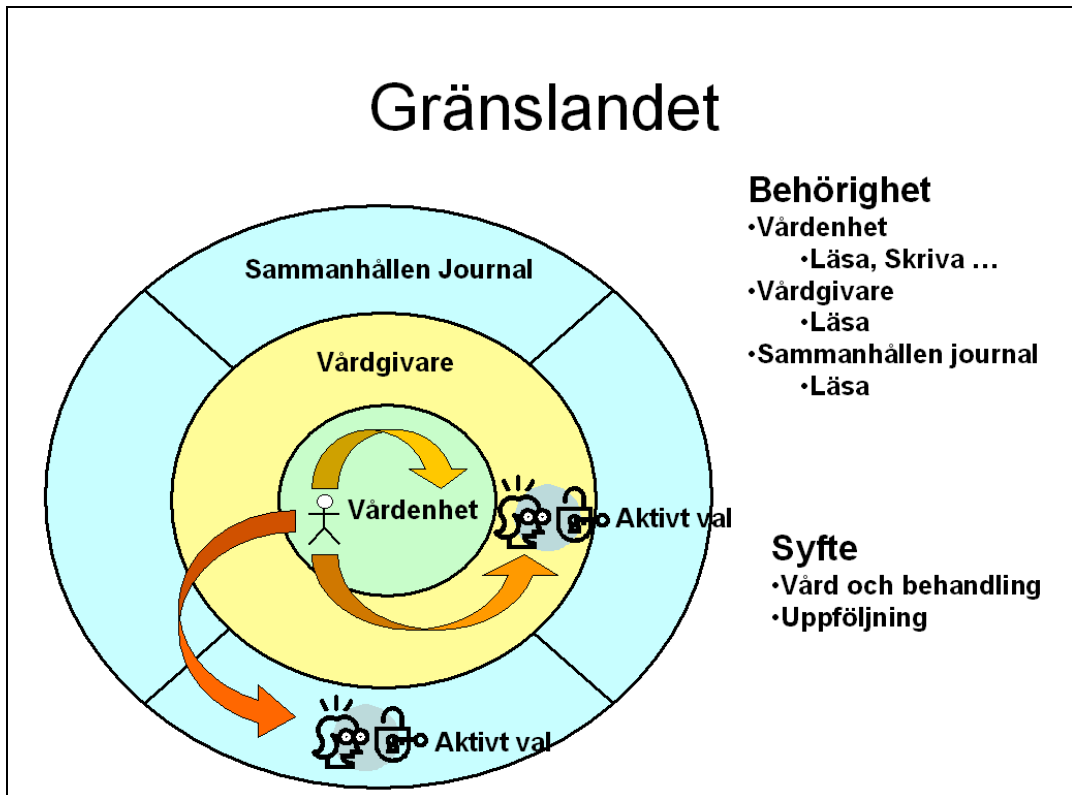 Gränslandet
Sammanhållen Journal
Vårdgivare
Vårdenhet
Aktivt val
Aktivt val
Behörighet
•Vårdenhet
•Läsa, Skriva …
•Vårdgivare
•Läsa
•Sammanhållen journal
•Läsa
Syfte
•Vård och behandling
•Uppföljning